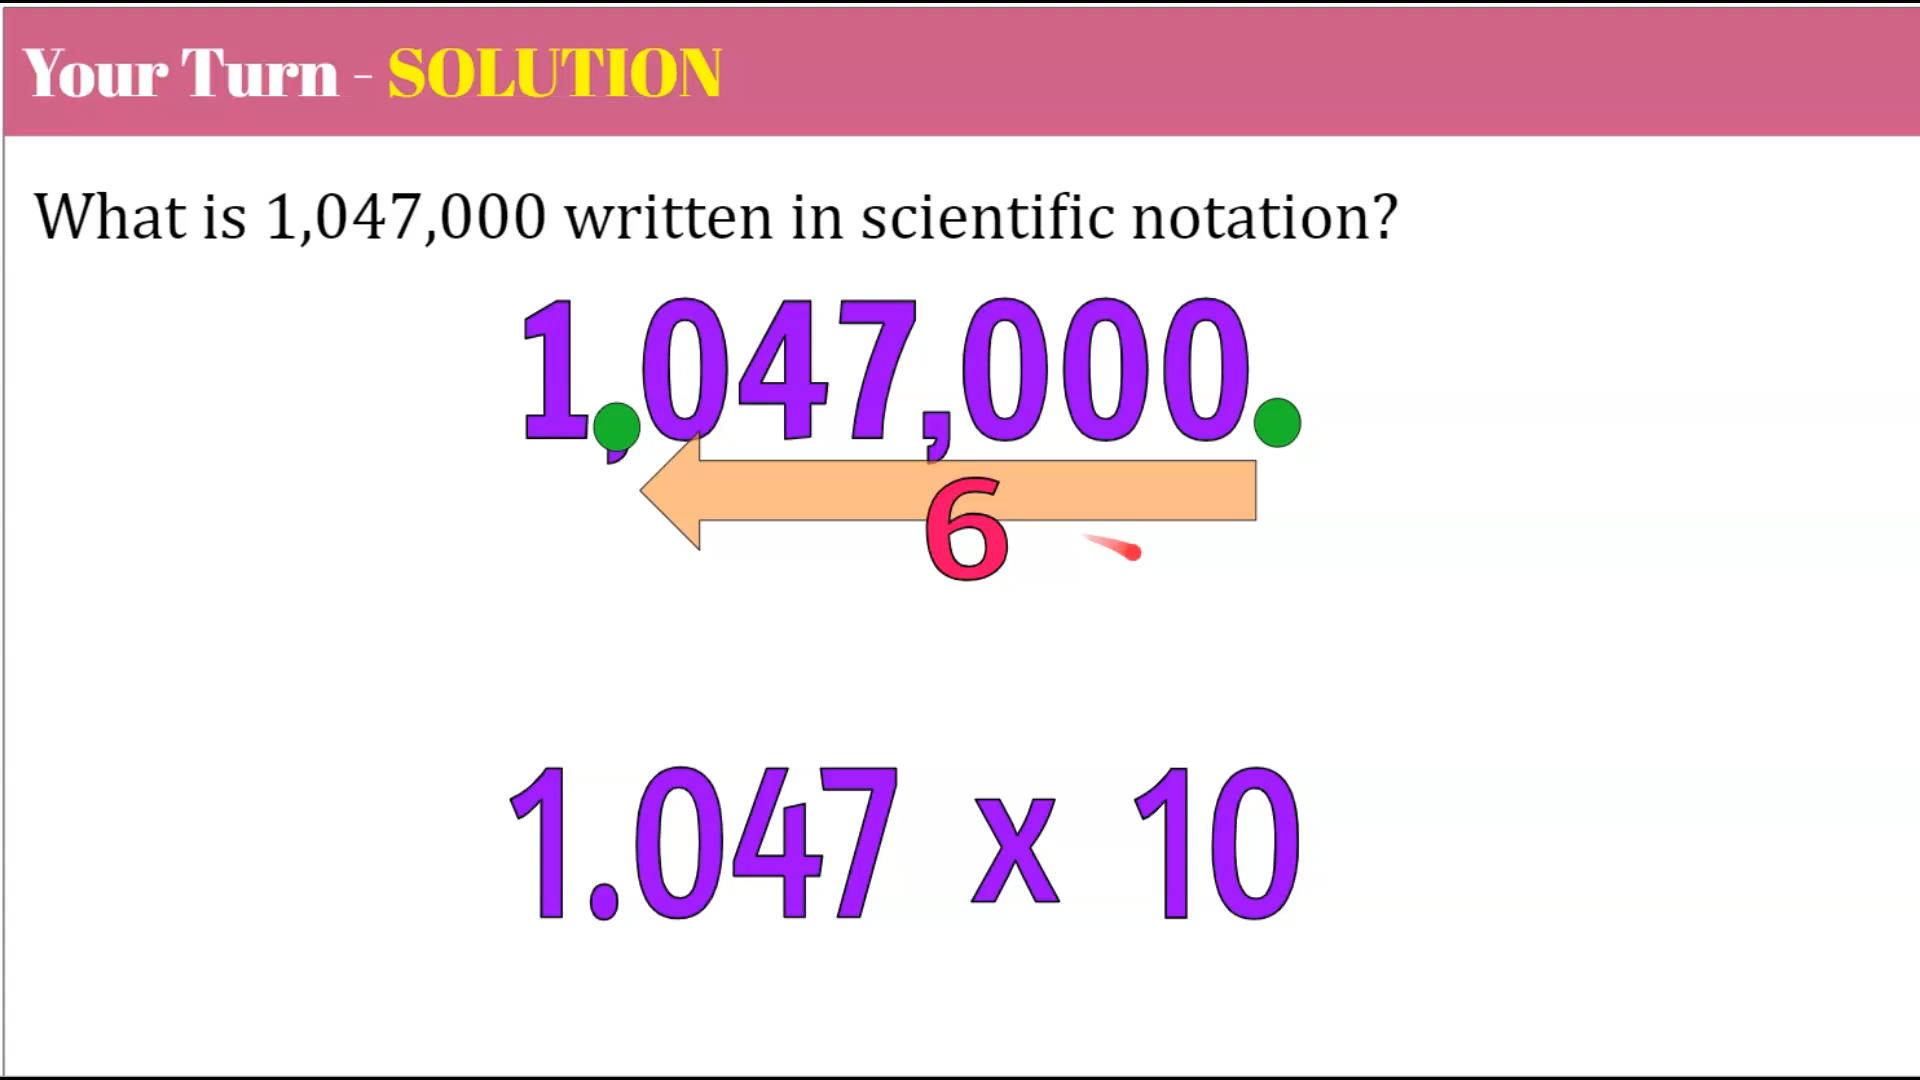 Your Turn - SOLUTION
What is 1,047,000 written in scientific notation?
1,047,000.
6
1.047 x 10